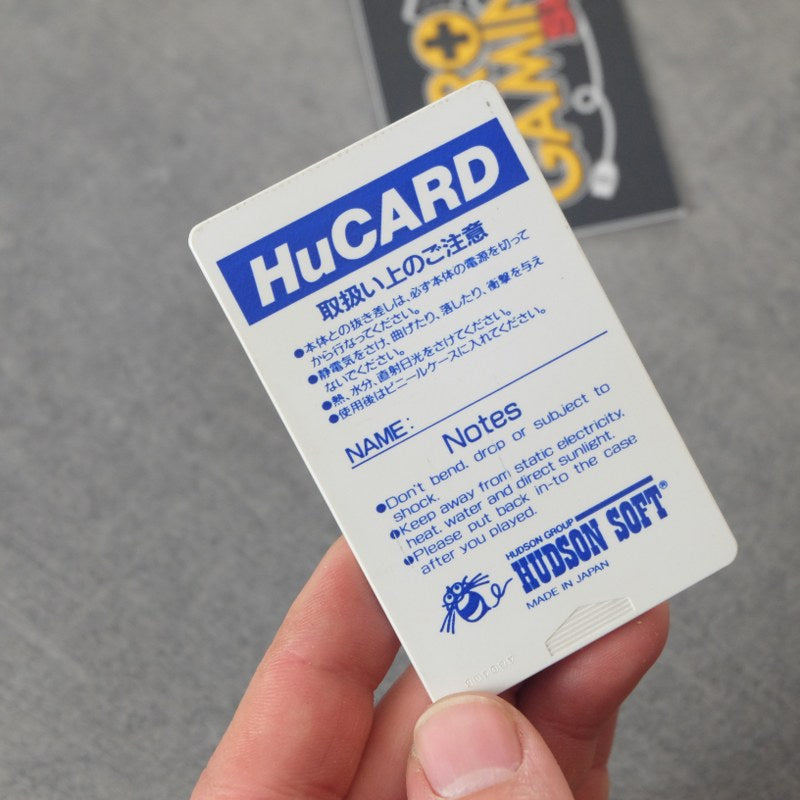 RO
GAMIN
HuCARD
取扱い上のご注意
●本体との抜き差しは、必ず本体の電源を切って
から行なってください。
●静電気をさけ、曲げたり、落したり、衝撃を与え
ないでください。
●熱、水分、直射日光をさけてください。
●使用後はビニールケースに入れてください。
NAME:
Notes
●Don't bend, drop or subject to
shock.
●Keep away from static electricity,
heat, water and direct sunlight.
●Please put back in-to the case
after you played.
HUDSON GROUP
HUDSON SOFT®
MADE IN JAPAN